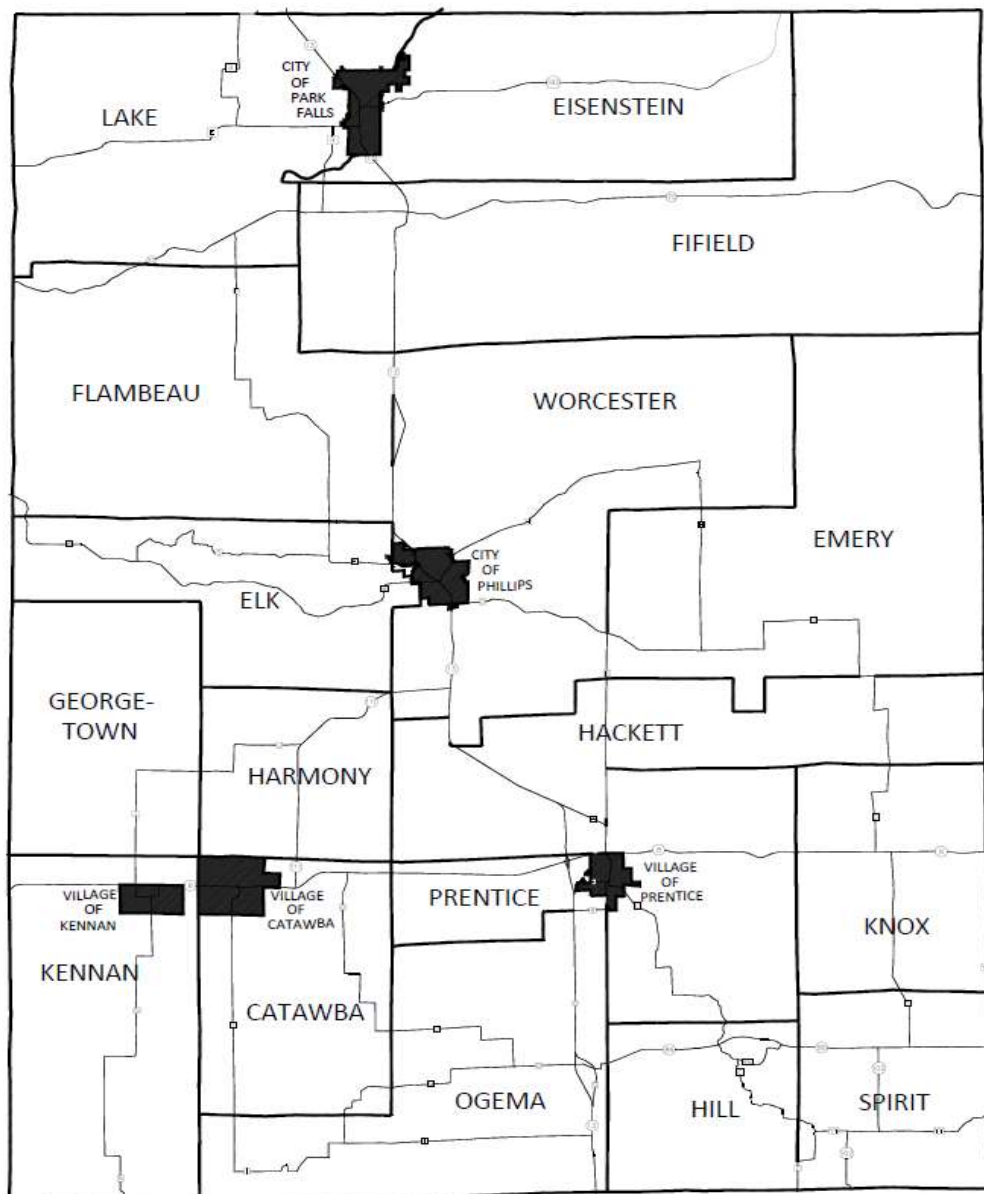 CITY
OF
PARK
FALLS
LAKE
EISENSTEIN
FIFIELD
FLAMBEAU
WORCESTER
EMERY
CITY
OF
PHILLIPS
ELK
GEORGE-
TOWN
HACKETT
HARMONY
VILLAGE
OF
KENNAN
VILLAGE
OF
CATAWBA
PRENTICE
VILLAGE
OF
PRENTICE
KNOX
KENNAN
CATAWBA
OGEMA
HILL
SPIRIT